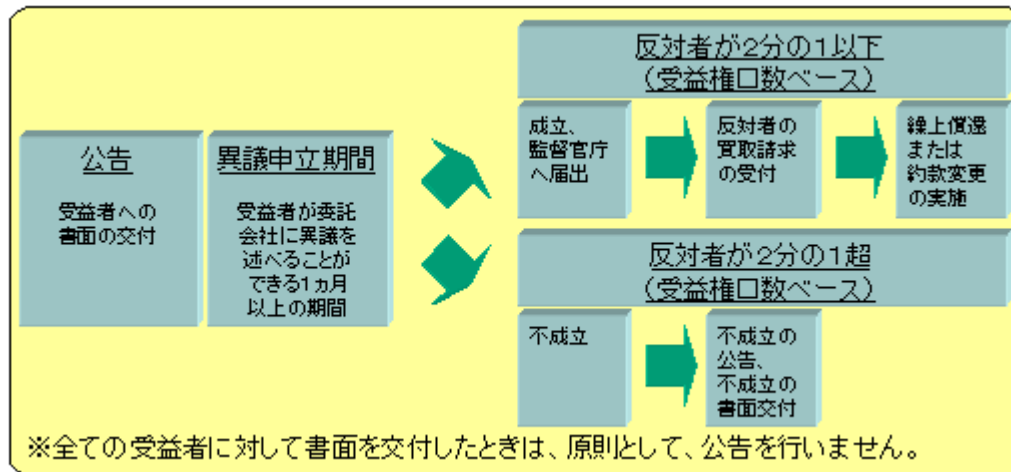 公告
受益者への
書面の交付
異議申立期間
受益者が委託
会社に異議を
述べることが
できる1ヵ月
以上の期間
反対者が2分の1以下
(受益権口数ベース)
成立、
監督官庁
へ届出
反対者の
買取請求
の受付
繰上償還
または
約款変更
の実施
反対者が2分の1超
(受益権口数ベース)
不成立
不成立の
公告、
不成立の
書面交付
※全ての受益者に対して書面を交付したときは、原則として、公告を行いません。